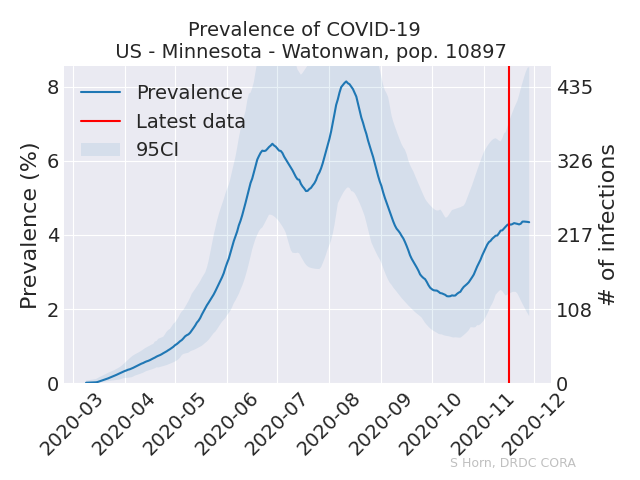 Prevalence of COVID-19
US - Minnesota - Watonwan, pop. 10897
Prevalence
Latest data
95CI
Prevalence (%)
8
6
4
2
0
435
326
217
108
0
# of infections
2020-03
2020-04
2020-05
2020-06
2020-07
2020-08
2020-09
2020-10
2020-11
2020-12
S Horn, DRDC CORA